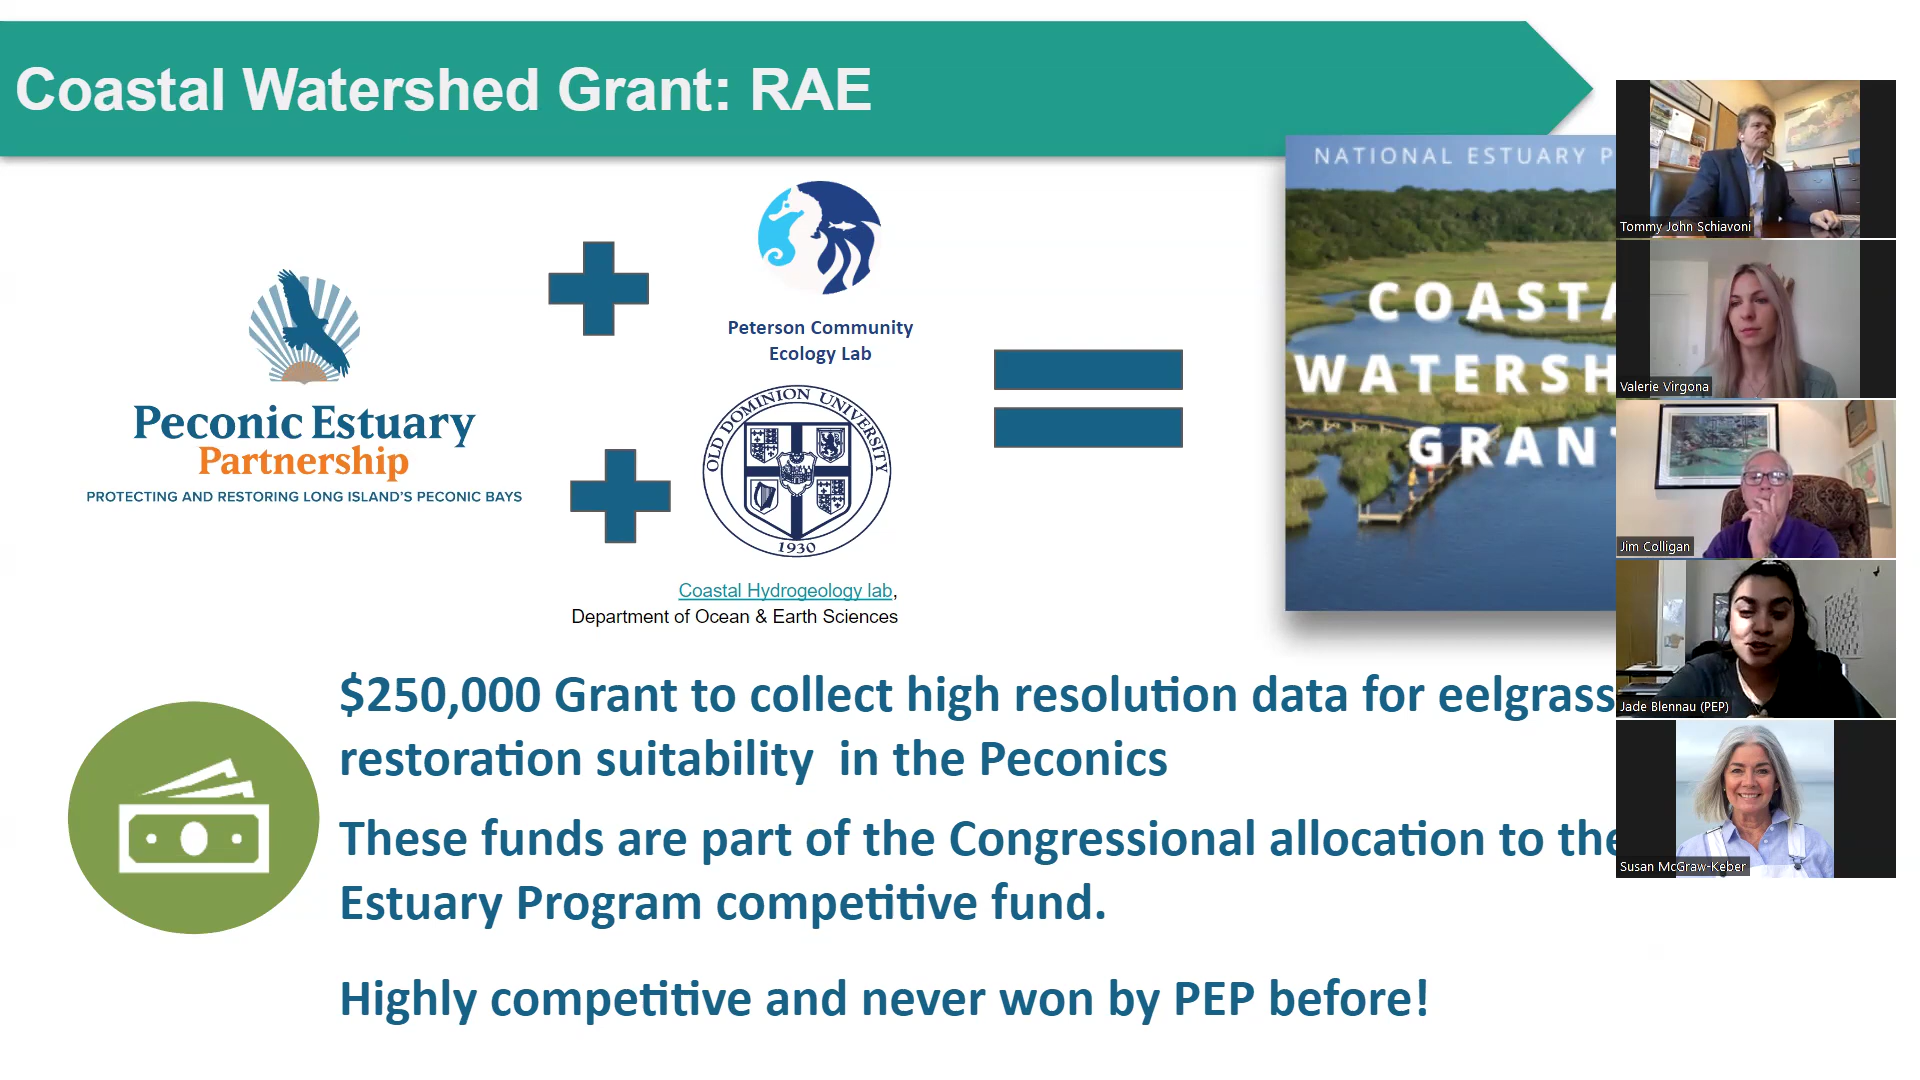 Coastal Watershed Grant: RAE
NATIONAL ESTUARY P
COASTA
WATERSH
GRANT
Peterson Community
Ecology Lab
Peconic Estuary
Partnership
PROTECTING AND RESTORING LONG ISLAND'S PECONIC BAYS
OLD DOMINION UNIVERSITY
1930
Coastal Hydrogeology lab,
Department of Ocean & Earth Sciences
$250,000 Grant to collect high resolution data for eelgrass
restoration suitability in the Peconics
These funds are part of the Congressional allocation to the
Estuary Program competitive fund.
Highly competitive and never won by PEP before!
Tommy John Schiavoni
Valerie Virgona
Jim Colligan
Jade Blennau (PEP)
Susan McGraw-Keber